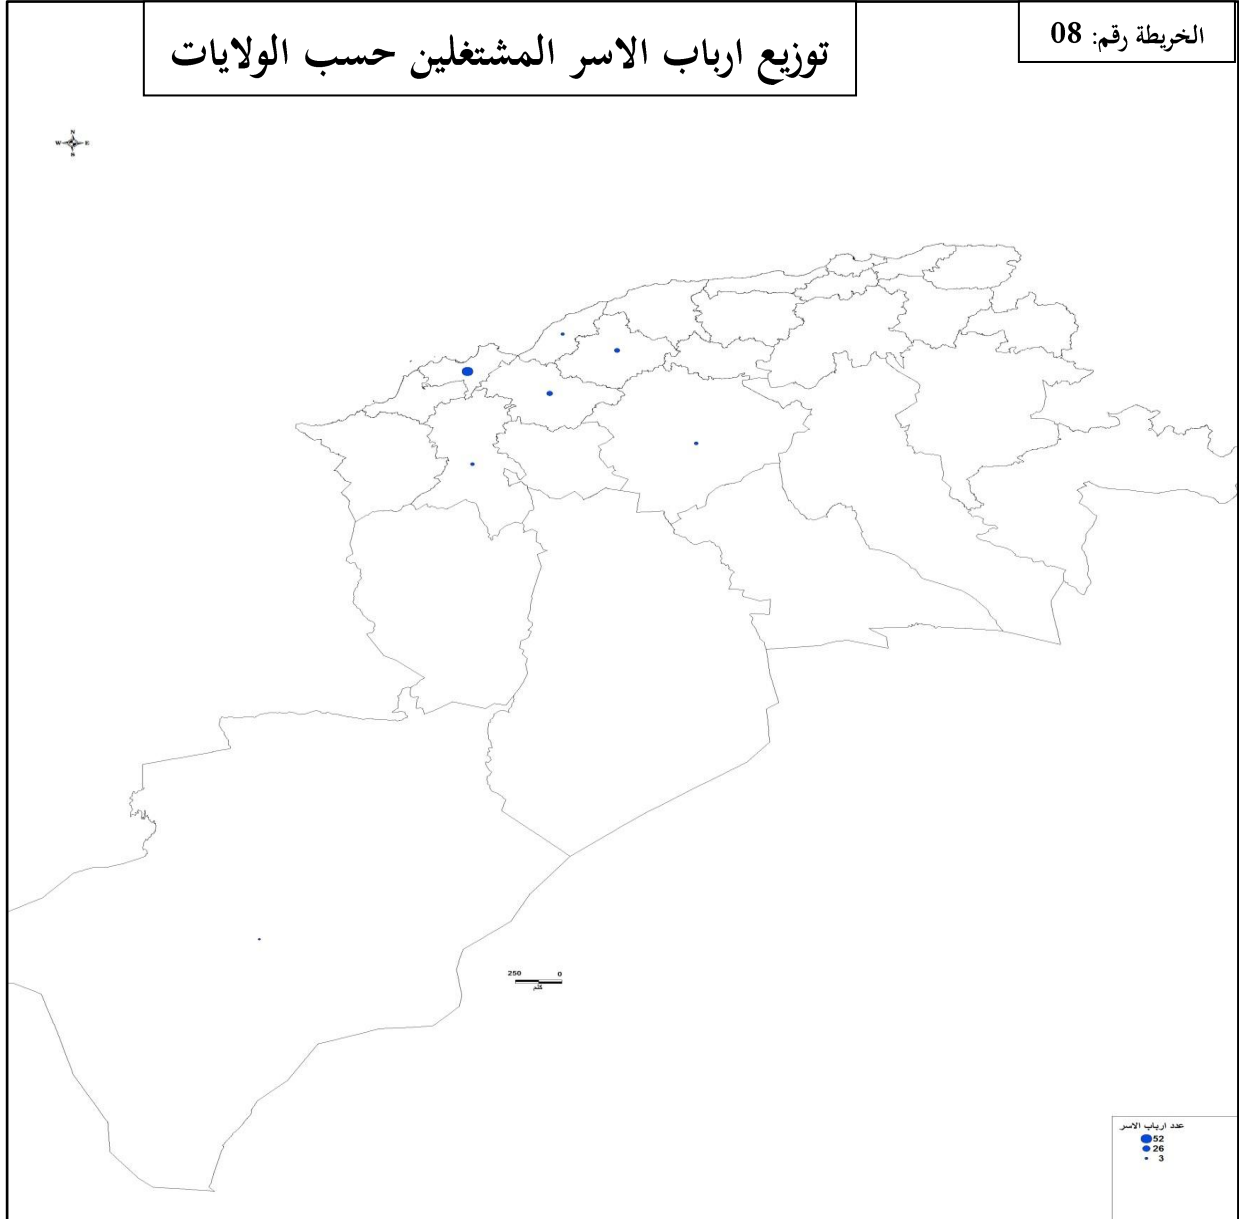 الخريطة رقم: 08
توزيع ارباب الاسر المشتغلين حسب الولايات
N
W E
S
250 0
كلم
عدد ارباب الاسر
52
26
3